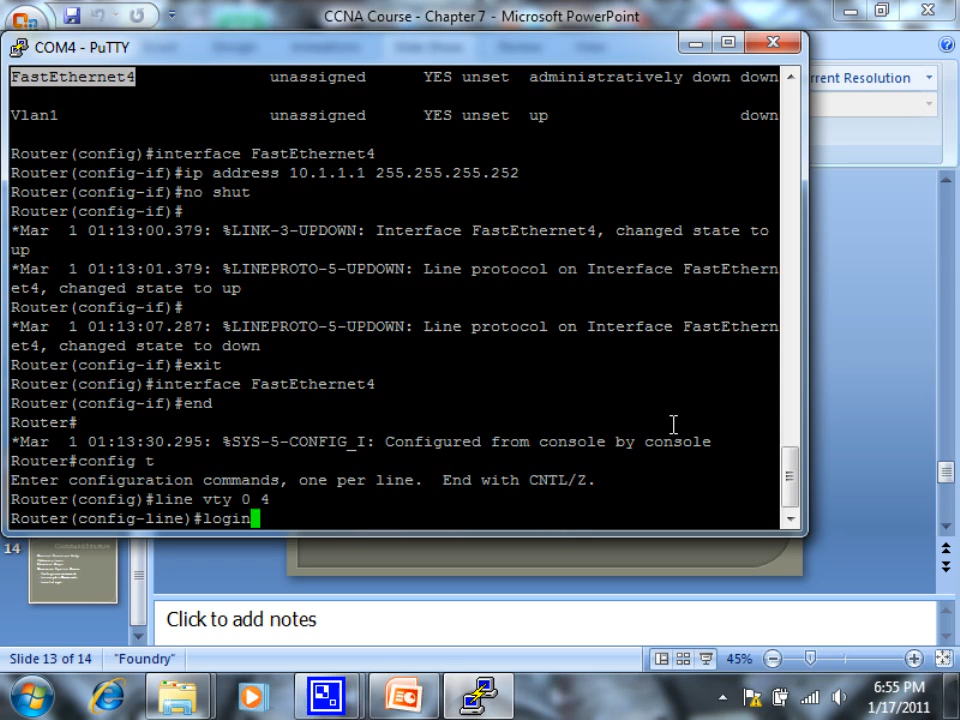 CCNA Course - Chapter 7 - Microsoft PowerPoint
COM4 - PuTTY
rrent Resolution
FastEthernet4 unassigned YES unset administratively down down
Vlan1 unassigned YES unset up down
Router(config)#interface FastEthernet4
Router(config-if)#ip address 10.1.1.1 255.255.255.252
Router(config-if)#no shut
Router(config-if)#
*Mar 1 01:13:00.379: %LINK-3-UPDOWN: Interface FastEthernet4, changed state to
up
*Mar 1 01:13:01.379: %LINEPROTO-5-UPDOWN: Line protocol on Interface FastEthern
et4, changed state to up
Router(config-if)#
*Mar 1 01:13:07.287: %LINEPROTO-5-UPDOWN: Line protocol on Interface FastEthern
et4, changed state to down
Router(config-if)#exit
Router(config)#interface FastEthernet4
Router(config-if)#end
Router#
*Mar 1 01:13:30.295: %SYS-5-CONFIG_I: Configured from console by console
Router#config t
Enter configuration commands, one per line. End with CNTL/Z.
Router(config)#line vty 0 4
Router(config-line)#login
14
Click to add notes
Slide 13 of 14
"Foundry"
45%
6:55 PM
1/17/2011